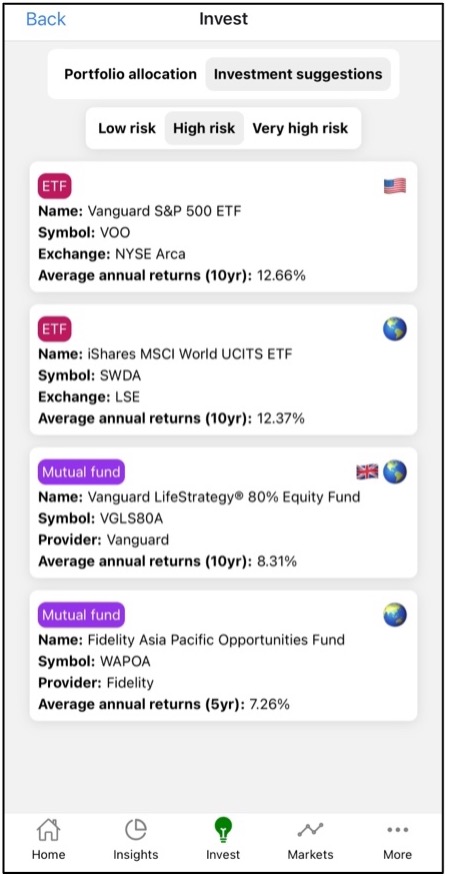 Back
Invest
Portfolio allocation
Investment suggestions
Low risk
High risk
Very high risk
ETF
Name: Vanguard S&P 500 ETF
Symbol: VOO
Exchange: NYSE Arca
Average annual returns (10yr): 12.66%
ETF
Name: iShares MSCI World UCITS ETF
Symbol: SWDA
Exchange: LSE
Average annual returns (10yr): 12.37%
Mutual fund
Name: Vanguard LifeStrategy® 80% Equity Fund
Symbol: VGLS80A
Provider: Vanguard
Average annual returns (10yr): 8.31%
Mutual fund
Name: Fidelity Asia Pacific Opportunities Fund
Symbol: WAPOA
Provider: Fidelity
Average annual returns (5yr): 7.26%
Home
Insights
Invest
Markets
More